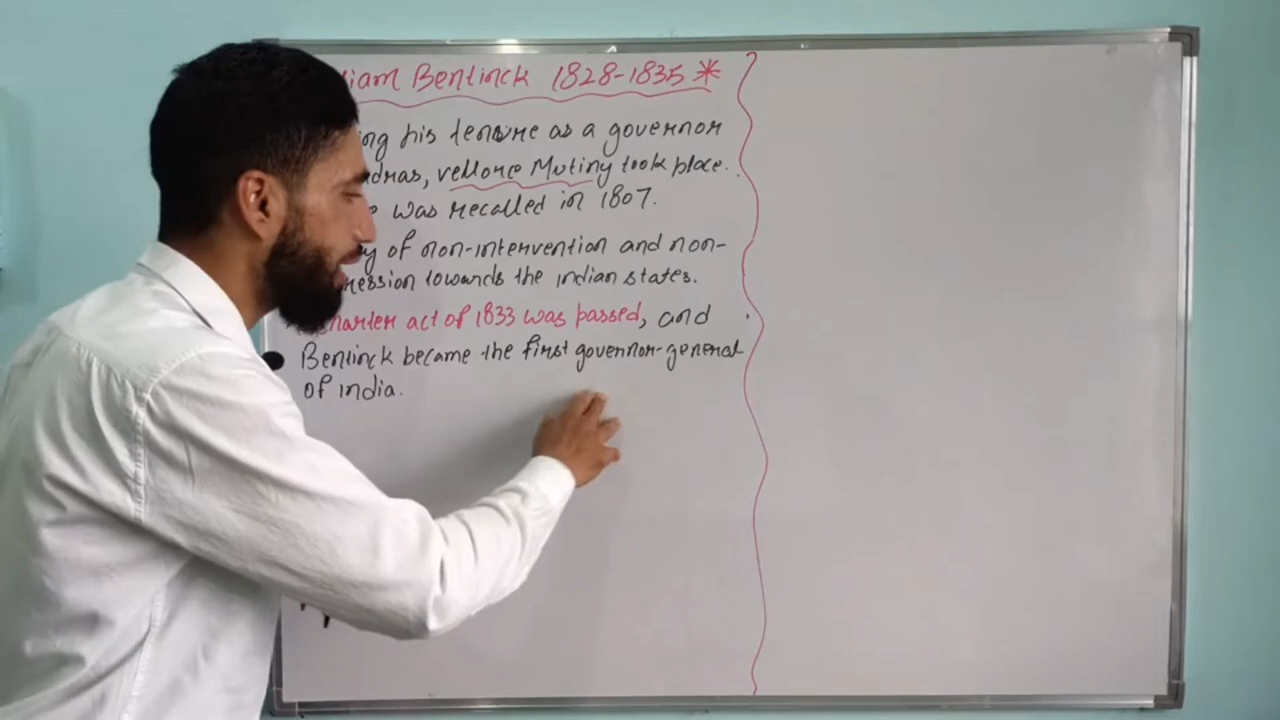 iam Bentinck 1828-1835 *
ing his tenure as a governor
adras, vellore Mutiny took place.
was recalled in 1807.
y of non-intervention and non-
ression towards the indian states.
charter act of 1833 was passed, and
Bentinck became the first governor-general
of india.